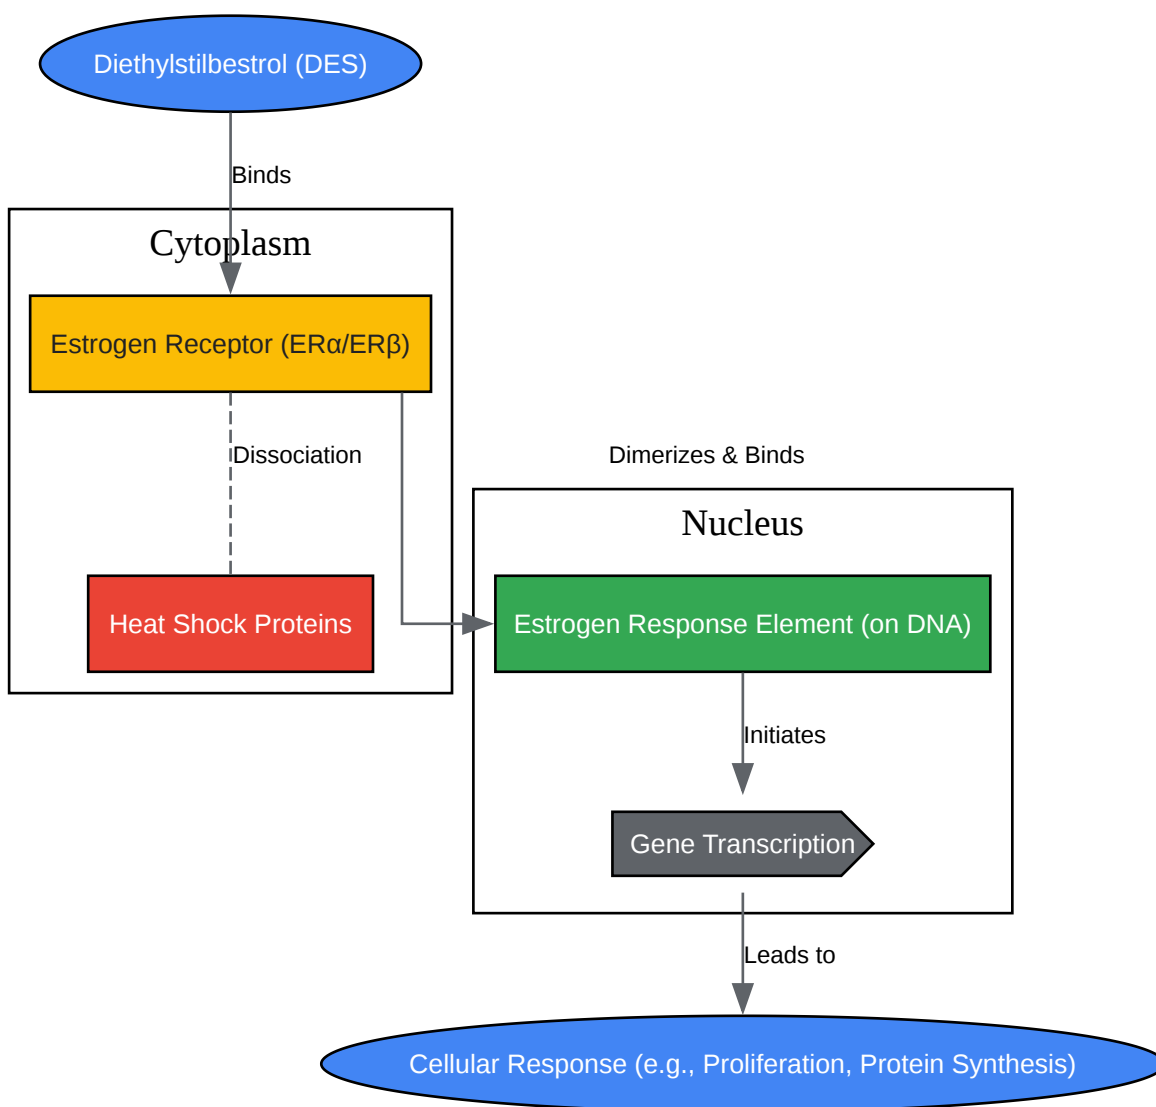 Diethylstilbestrol (DES)
Binds
Cytoplasm
Estrogen Receptor (ERα/ERβ)
Dissociation
Dimerizes & Binds
Nucleus
Heat Shock Proteins
Estrogen Response Element (on DNA)
Initiates
Gene Transcription
Leads to
Cellular Response (e.g., Proliferation, Protein Synthesis)